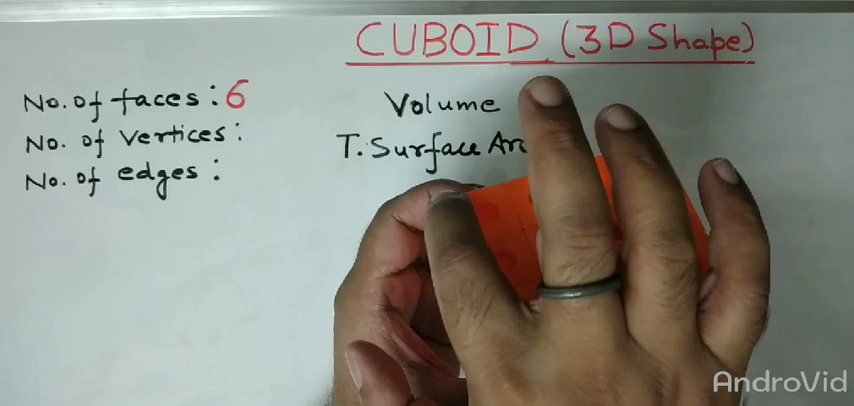 CUBOID (3D Shape)
No. of faces : 6
No. of vertices :
No. of edges :
Volume
T. Surface
AndroVid